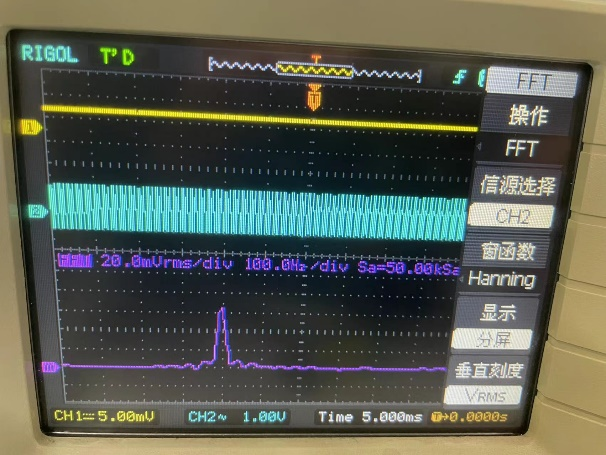 RIGOL T'D
FFT
操作
FFT
信源选择
CH2
窗函数
Hanning
显示
分屏
垂直刻度
VRMS
20.0mVrms/div 100.0Hz/div Sa=50.00kSa
CH1 5.00mV CH2~ 1.00V Time 5.000ms 0.0000s